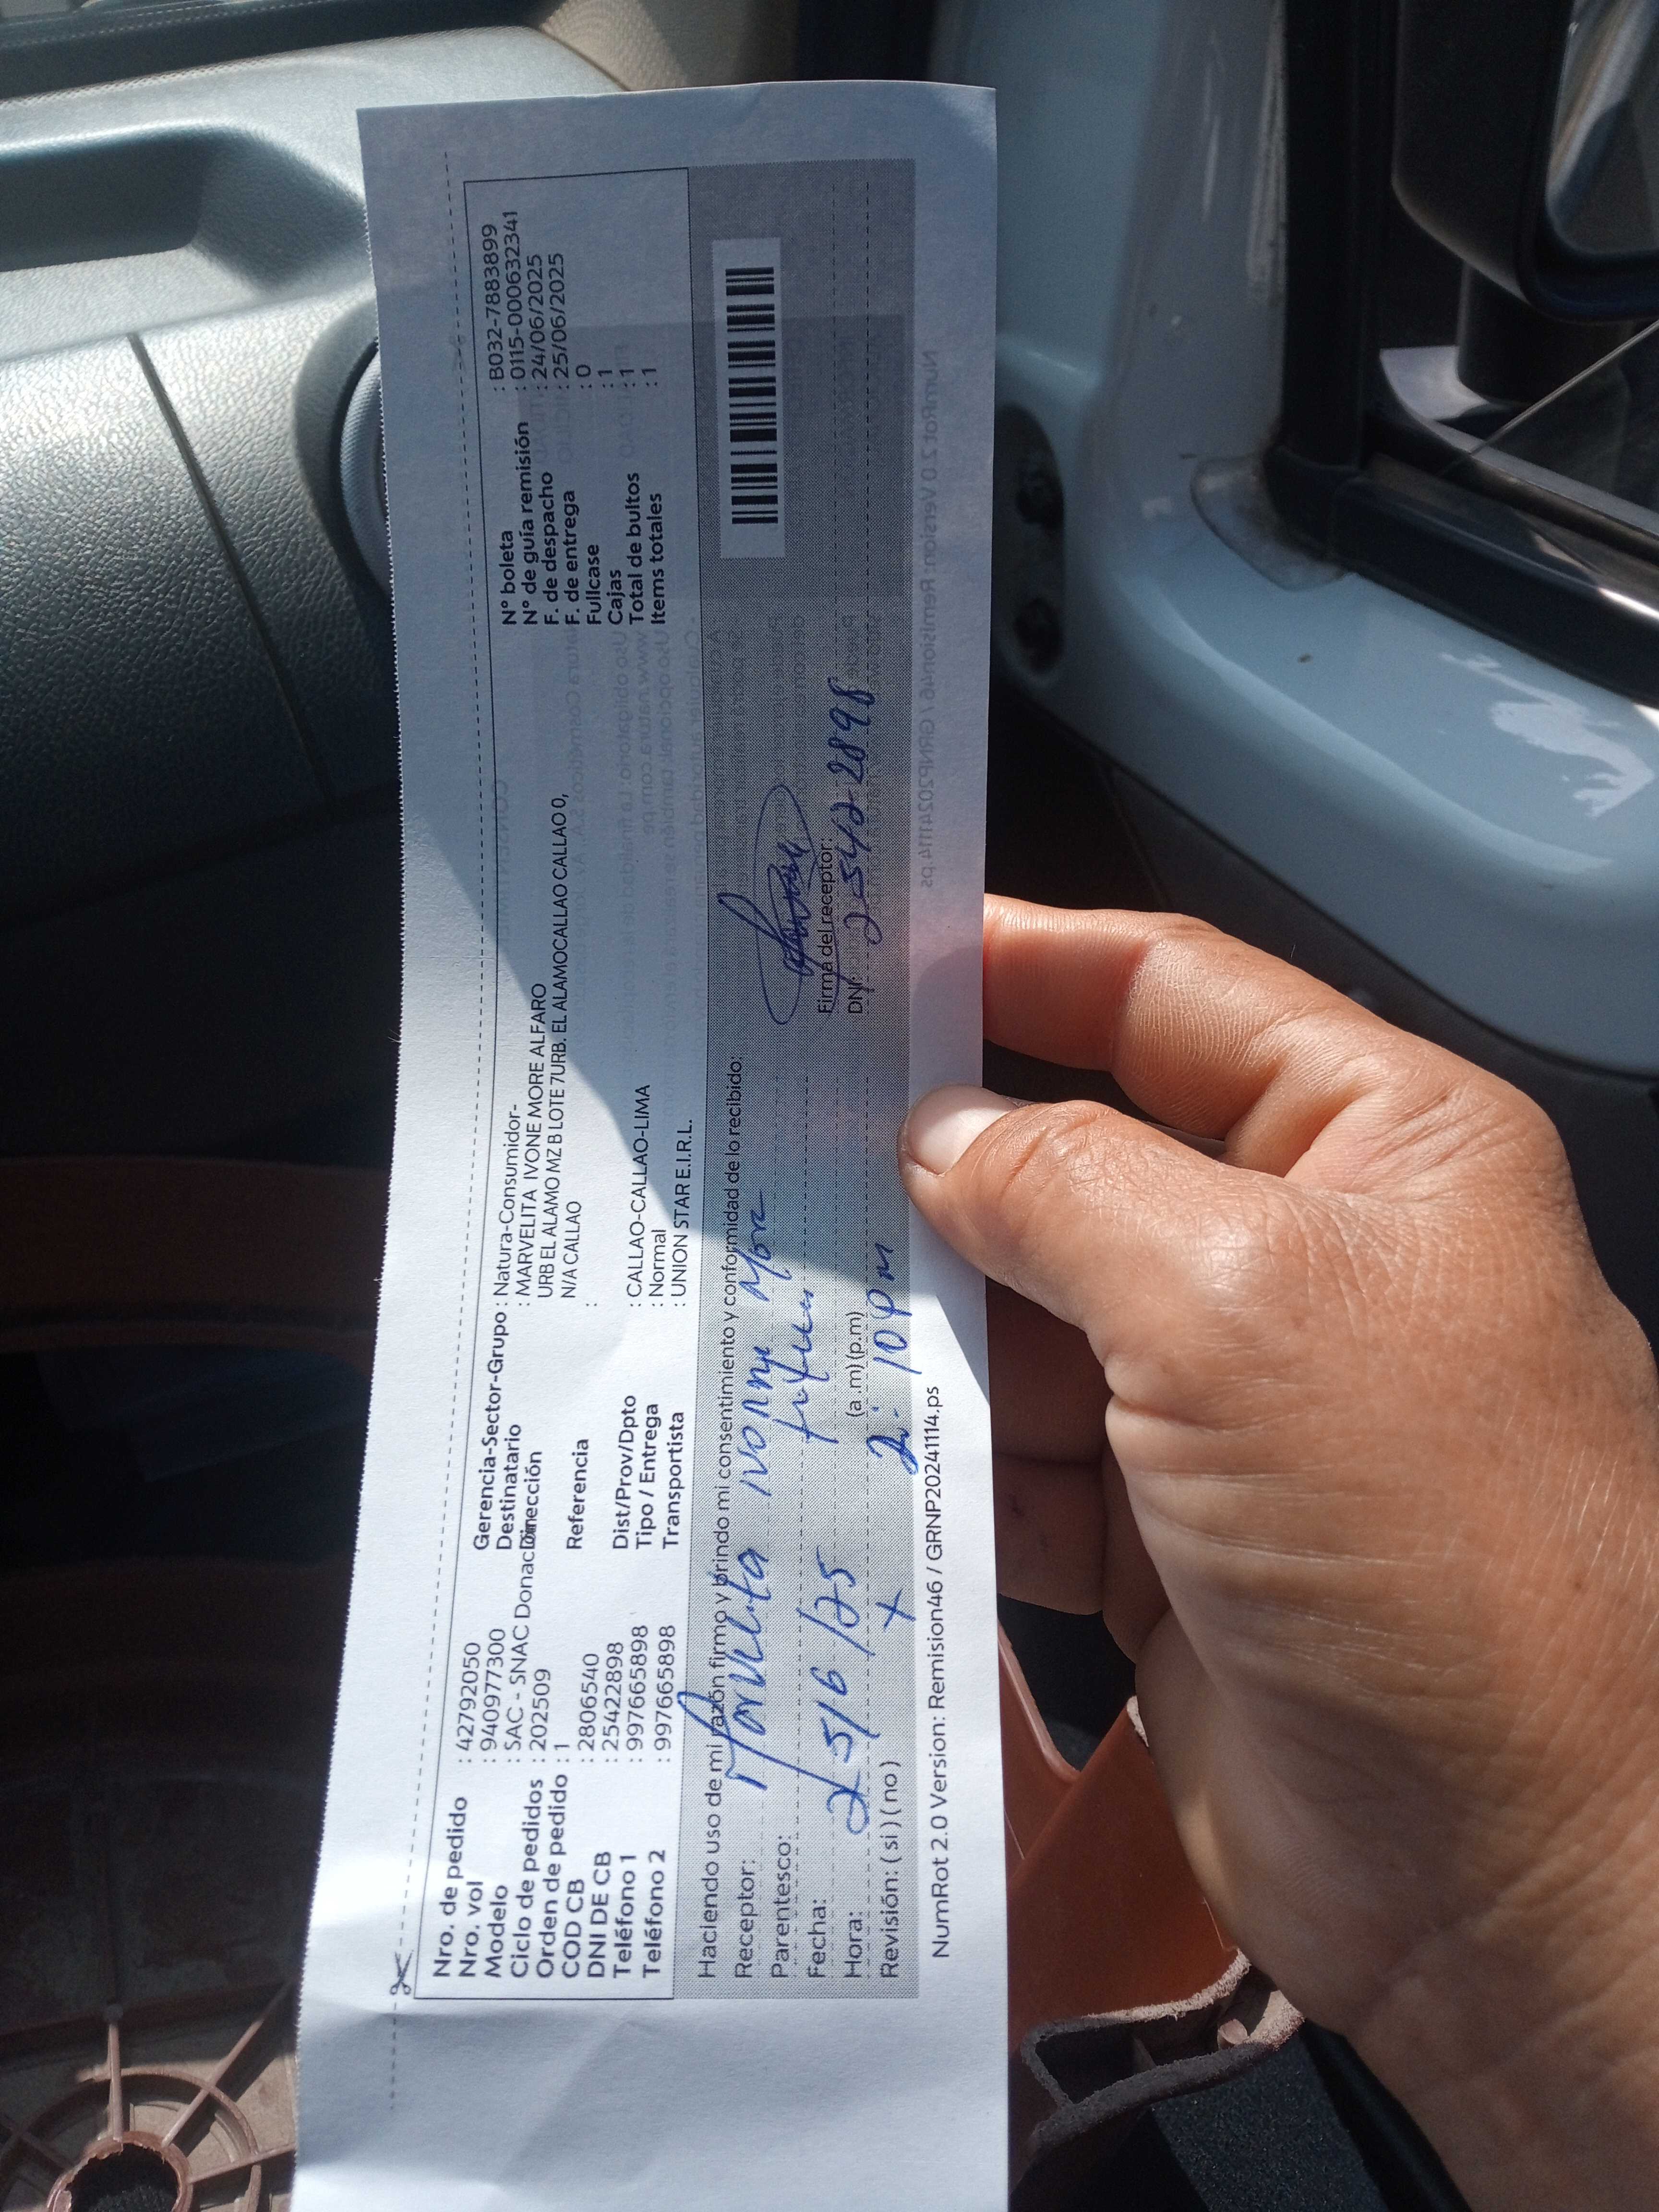 Nro. de pedido : 42792050
Nro. vol : 940977300
Modelo : SAC - SNAC Donac
Ciclo de pedidos : 202509
Orden de pedido : 1
COD CB : 2806540
DNI DE CB : 25422898
Teléfono 1 : 997665898
Teléfono 2 : 997665898
Gerencia-Sector-Grupo : Natura-Consumidor-
Destinatario : MARVELITA IVONE MORE ALFARO
Dirección URB EL ALAMO MZ B LOTE 7URB. EL ALAMOCALLAO CALLAO 0,
N/A CALLAO
Referencia :
Dist/Prov/Dpto : CALLAO-CALLAO-LIMA
Tipo / Entrega : Normal
Transportista : UNION STAR E.I.R.L.
N° boleta : B032-7883899
N° de guía remisión : 0115-000632341
F. de despacho : 24/06/2025
F. de entrega : 25/06/2025
Fullcase : 0
Cajas : 1
Total de bultos : 1
Items totales : 1
Haciendo uso de mi razón firmo y brindo mi consentimiento y conformidad de lo recibido:
Receptor: Marvelita Ivonne More
Parentesco:
Fecha: 25/6/25
Hora: (a .m) (p.m) 2:10 pm
Revisión: ( si ) ( no ) X
Firma del receptor:
DNI: 25422898
NumRot 2.0 Version: Remision46 / GRNP20241114.ps